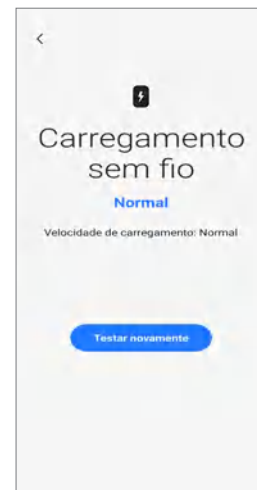 Carregamento
sem fio
Normal
Velocidade de carregamento: Normal
Testar novamente